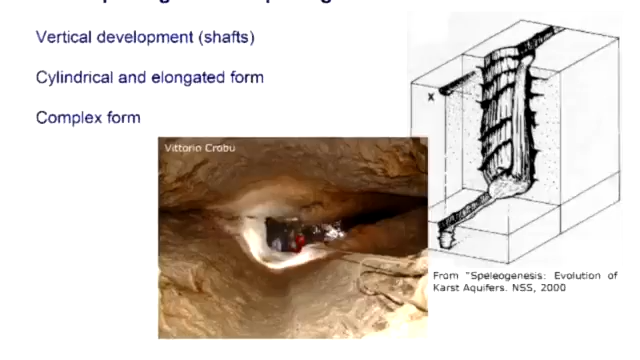 Vertical development (shafts)
Cylindrical and elongated form
Complex form
Vittorio Crobu
X
From "Speleogenesis: Evolution of
Karst Aquifers. NSS, 2000